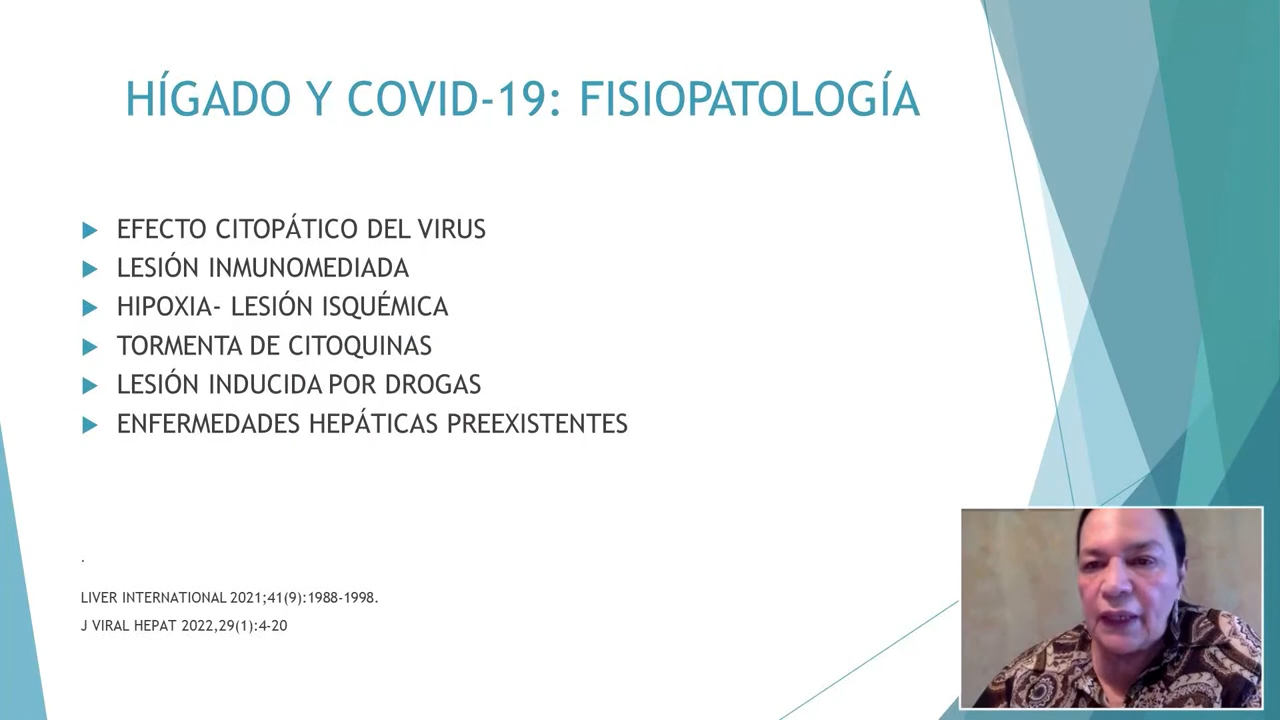 HÍGADO Y COVID-19: FISIOPATOLOGÍA
EFECTO CITOPÁTICO DEL VIRUS
LESIÓN INMUNOMEDIADA
HIPOXIA- LESIÓN ISQUÉMICA
TORMENTA DE CITOQUINAS
LESIÓN INDUCIDA POR DROGAS
ENFERMEDADES HEPÁTICAS PREEXISTENTES
.
LIVER INTERNATIONAL 2021;41(9):1988-1998.
J VIRAL HEPAT 2022,29(1):4-20